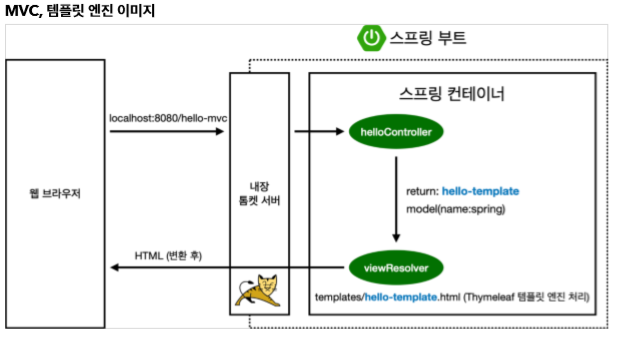 MVC, 템플릿 엔진 이미지
스프링 부트
스프링 컨테이너
localhost:8080/hello-mvc
helloController
웹 브라우저
내장
톰켓 서버
return: hello-template
model(name:spring)
HTML (변환 후)
viewResolver
templates/hello-template.html (Thymeleaf 템플릿 엔진 처리)